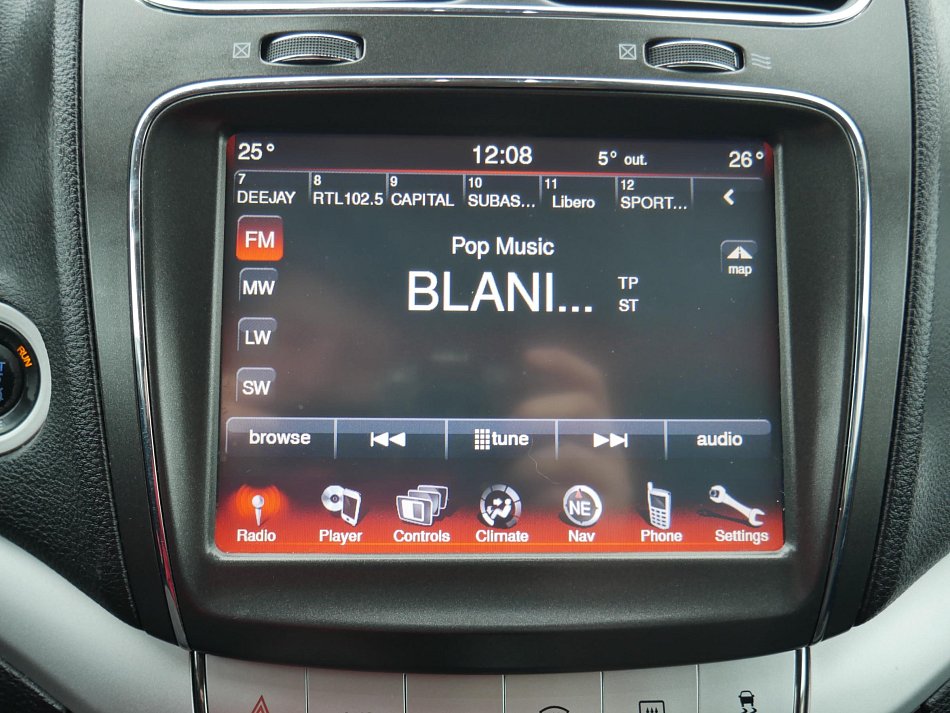 25° 12:08 5° out. 26°
7 8 9 10 11 12
DEEJAY RTL102.5 CAPITAL SUBAS... Libero SPORT...
FM Pop Music
map
BLANI... TP
ST
MW
LW
SW
browse tune audio
Radio Player Controls Climate NE Nav Phone Settings
RUN